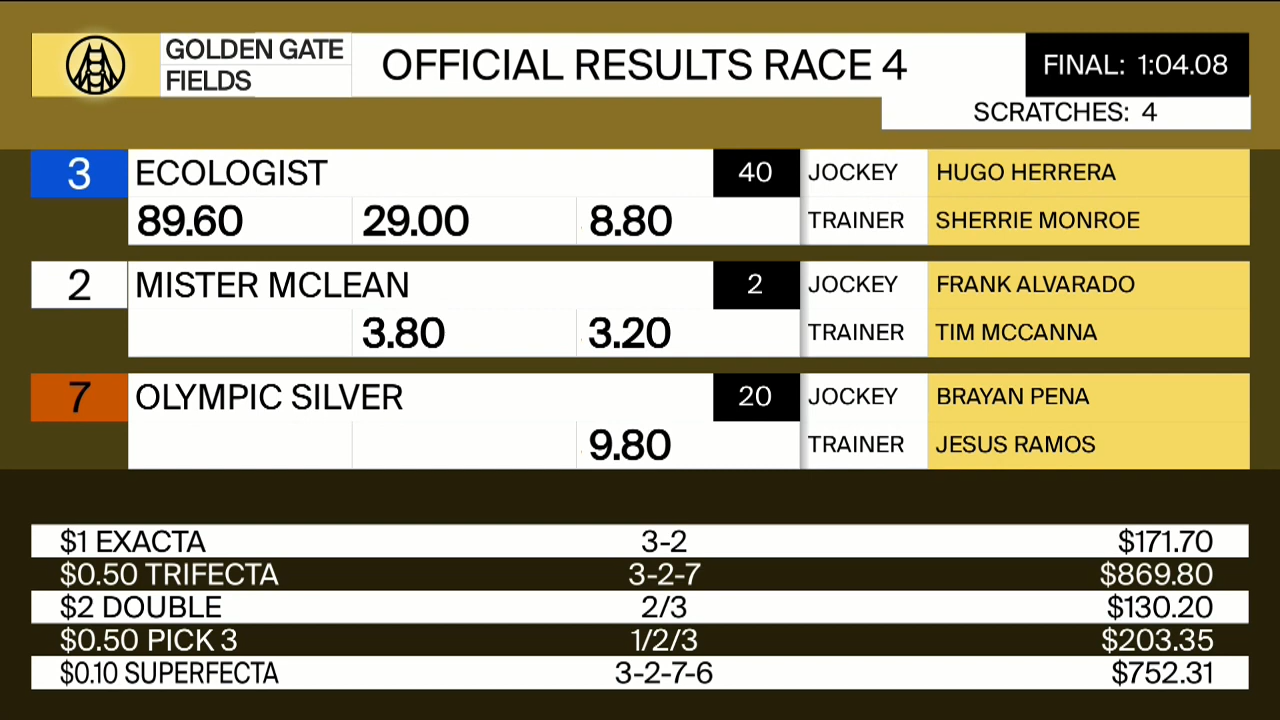 GOLDEN GATE
FIELDS
OFFICIAL RESULTS RACE 4
FINAL: 1:04.08
SCRATCHES: 4
3 ECOLOGIST 40 JOCKEY HUGO HERRERA
89.60 29.00 8.80 TRAINER SHERRIE MONROE
2 MISTER MCLEAN 2 JOCKEY FRANK ALVARADO
3.80 3.20 TRAINER TIM MCCANNA
7 OLYMPIC SILVER 20 JOCKEY BRAYAN PENA
9.80 TRAINER JESUS RAMOS
$1 EXACTA 3-2 $171.70
$0.50 TRIFECTA 3-2-7 $869.80
$2 DOUBLE 2/3 $130.20
$0.50 PICK 3 1/2/3 $203.35
$0.10 SUPERFECTA 3-2-7-6 $752.31